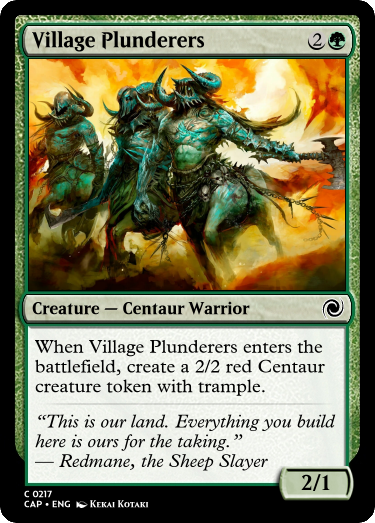 Village Plunderers 2
Creature — Centaur Warrior
When Village Plunderers enters the
battlefield, create a 2/2 red Centaur
creature token with trample.
“This is our land. Everything you build
here is ours for the taking.”
— Redmane, the Sheep Slayer
2/1
C 0217
CAP • ENG Kekai Kotaki